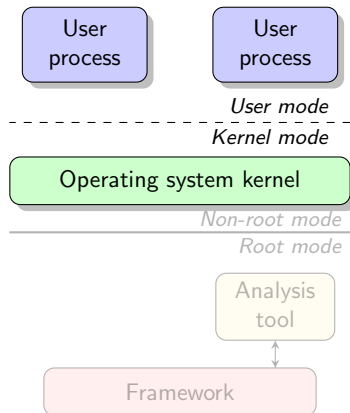 User
process
User
process
User mode
Kernel mode
Operating system kernel
Non-root mode
Root mode
Analysis
tool
Framework